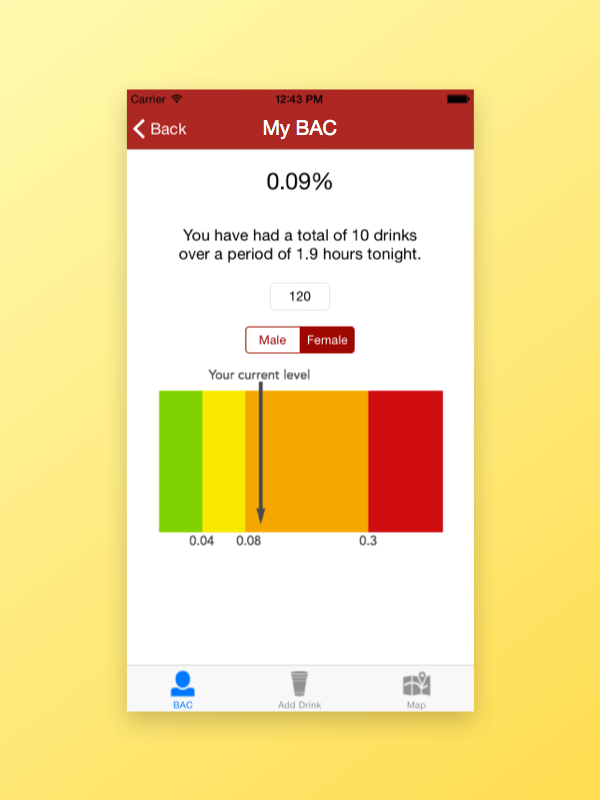 Carrier 12:43 PM
Back My BAC
0.09%
You have had a total of 10 drinks
over a period of 1.9 hours tonight.
120
Male Female
Your current level
0.04 0.08 0.3
BAC Add Drink Map